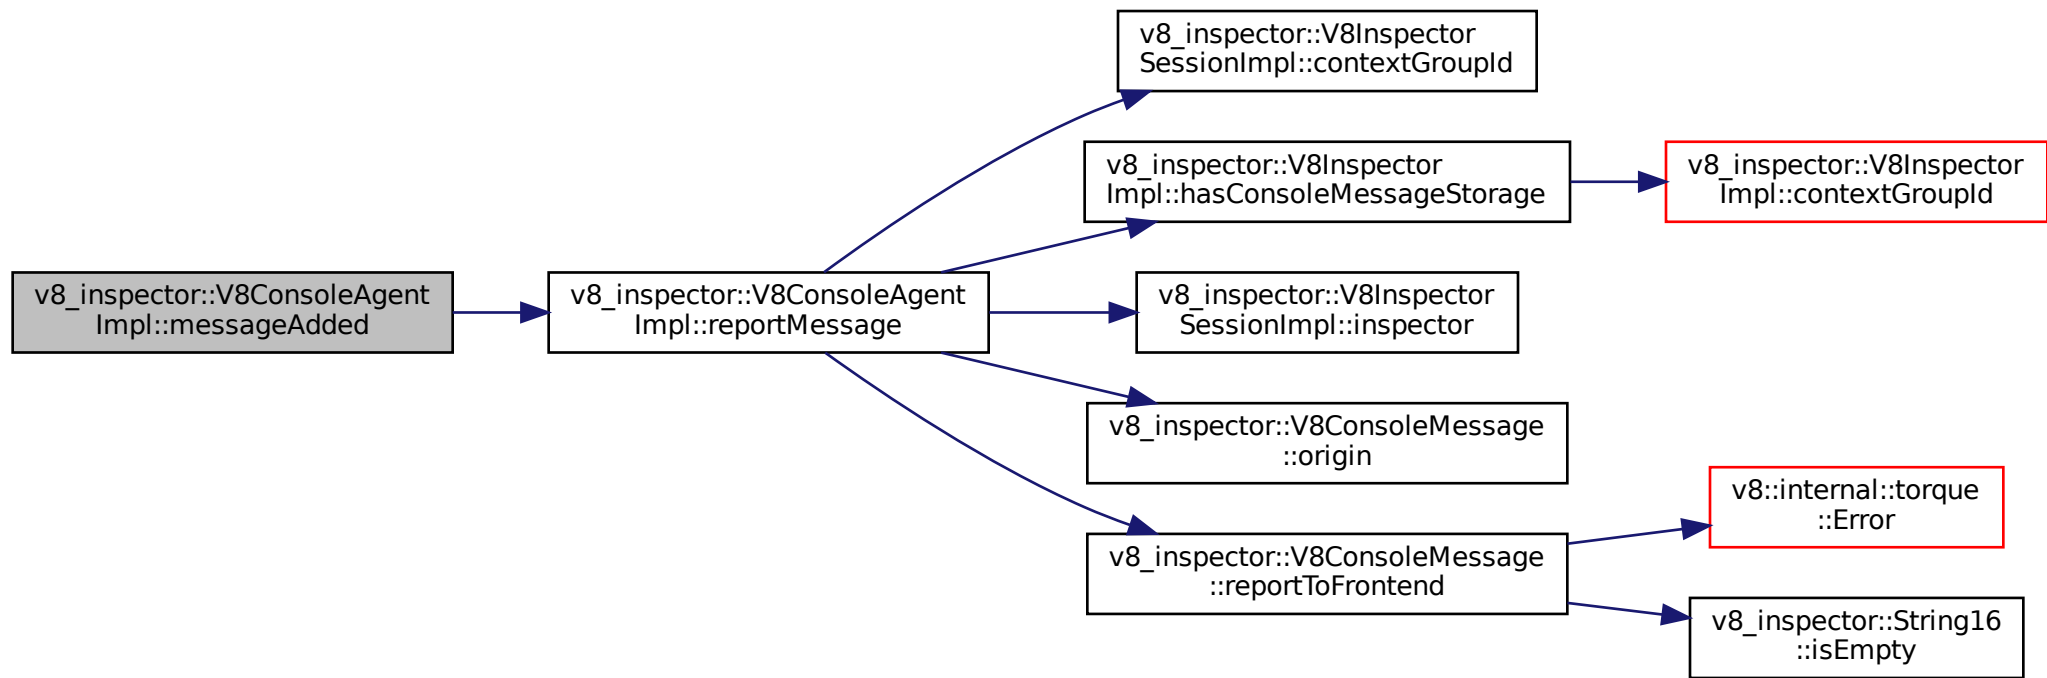 v8_inspector::V8ConsoleAgent
Impl::messageAdded
v8_inspector::V8ConsoleAgent
Impl::reportMessage
v8_inspector::V8Inspector
SessionImpl::contextGroupId
v8_inspector::V8Inspector
Impl::hasConsoleMessageStorage
v8_inspector::V8Inspector
Impl::contextGroupId
v8_inspector::V8Inspector
SessionImpl::inspector
v8_inspector::V8ConsoleMessage
::origin
v8_inspector::V8ConsoleMessage
::reportToFrontend
v8::internal::torque
::Error
v8_inspector::String16
::isEmpty